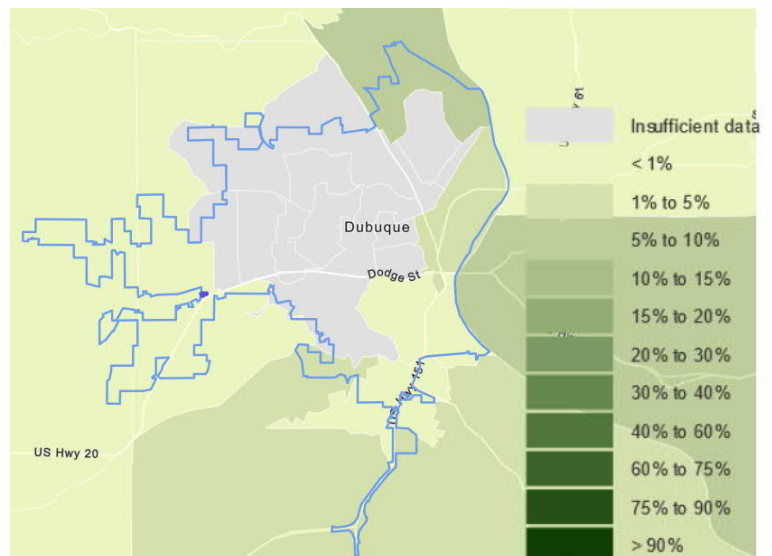 Dubuque
Dodge St
US Hwy 151
US Hwy 20
61
Insufficient data
< 1%
1% to 5%
5% to 10%
10% to 15%
15% to 20%
20% to 30%
30% to 40%
40% to 60%
60% to 75%
75% to 90%
> 90%